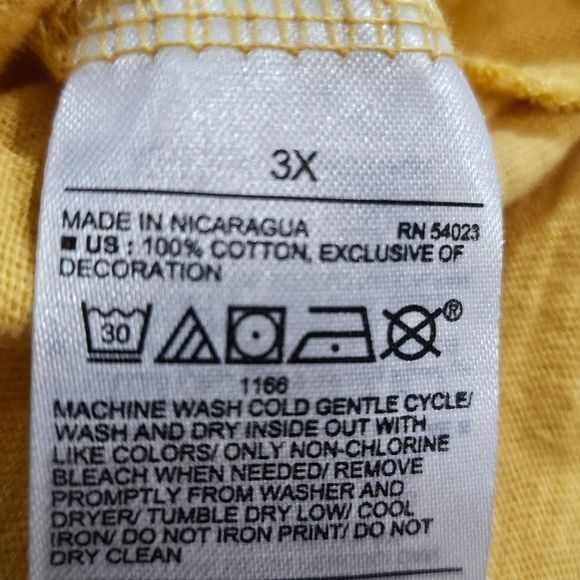 3X
MADE IN NICARAGUA RN 54023
US : 100% COTTON, EXCLUSIVE OF
DECORATION
30 ®
1166
MACHINE WASH COLD GENTLE CYCLE/
WASH AND DRY INSIDE OUT WITH
LIKE COLORS/ ONLY NON-CHLORINE
BLEACH WHEN NEEDED/ REMOVE
PROMPTLY FROM WASHER AND
DRYER/ TUMBLE DRY LOW/ COOL
IRON/ DO NOT IRON PRINT/ DO NOT
DRY CLEAN